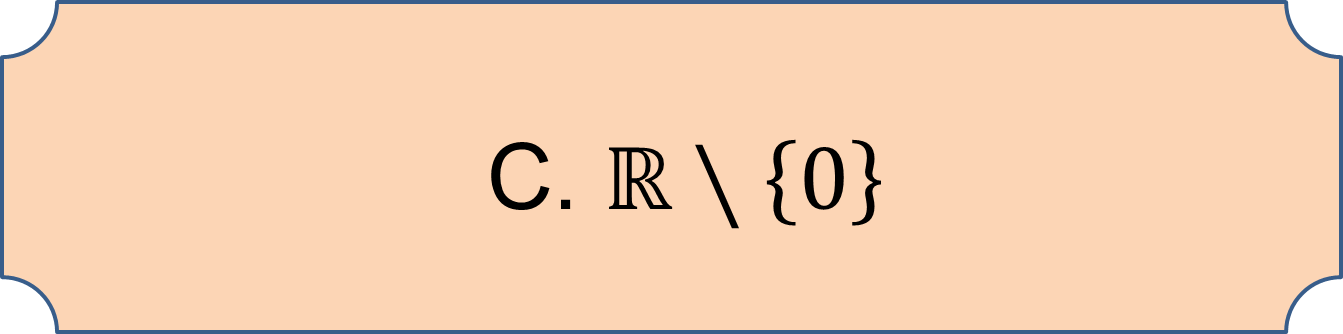 C. ℝ \ {0}